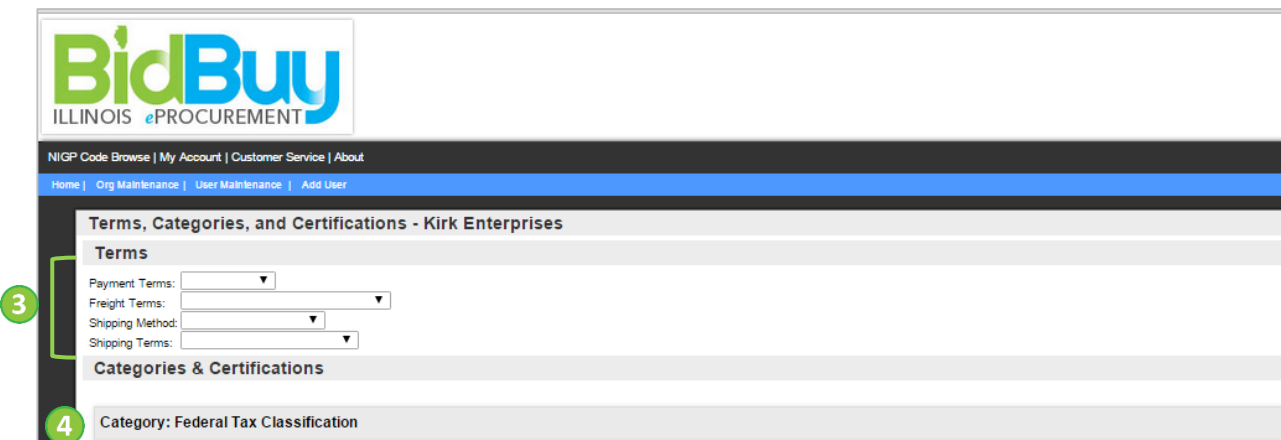 BidBuy
ILLINOIS ePROCUREMENT
NIGP Code Browse | My Account | Customer Service | About
Home | Org Maintenance | User Maintenance | Add User
Terms, Categories, and Certifications - Kirk Enterprises
Terms
3
Payment Terms:
Freight Terms:
Shipping Method:
Shipping Terms:
Categories & Certifications
4
Category: Federal Tax Classification